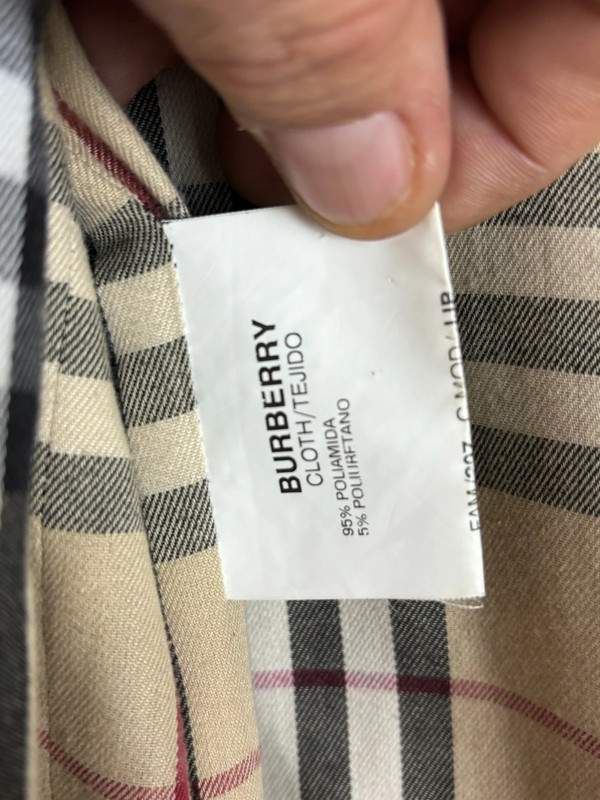 BURBERRY
CLOTH/TEJIDO
95% POLIAMIDA
5% POLIURETANO